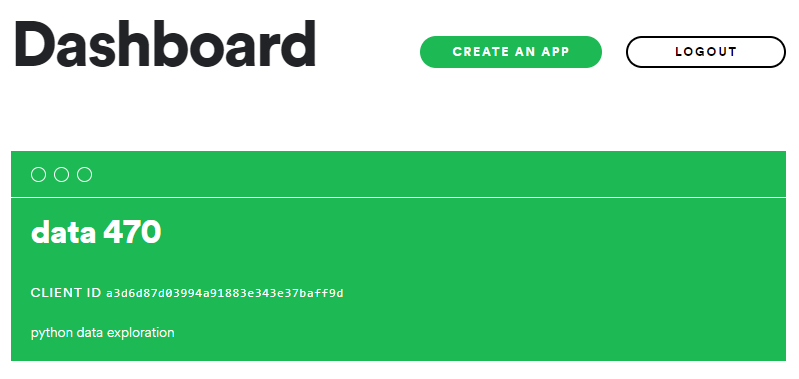 Dashboard
CREATE AN APP
LOGOUT
data 470
CLIENT ID a3d6d87d03994a91883e343e37baff9d
python data exploration